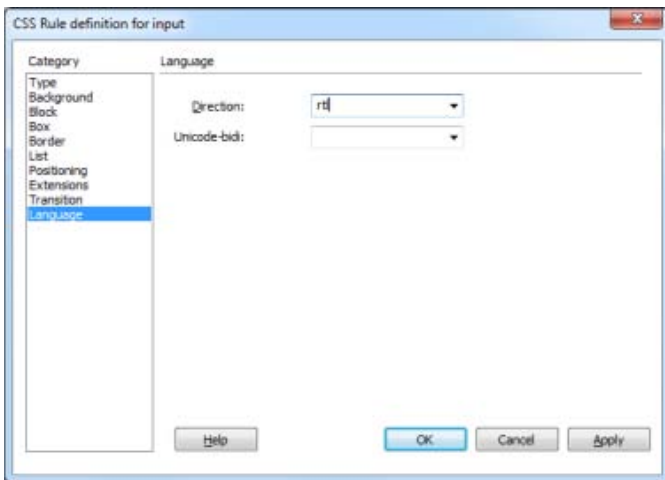 CSS Rule definition for input
Category
Language
Type
Background
Block
Box
Border
List
Positioning
Extensions
Transition
Language
Direction:
rtl
Unicode-bidi:
Help
OK
Cancel
Apply